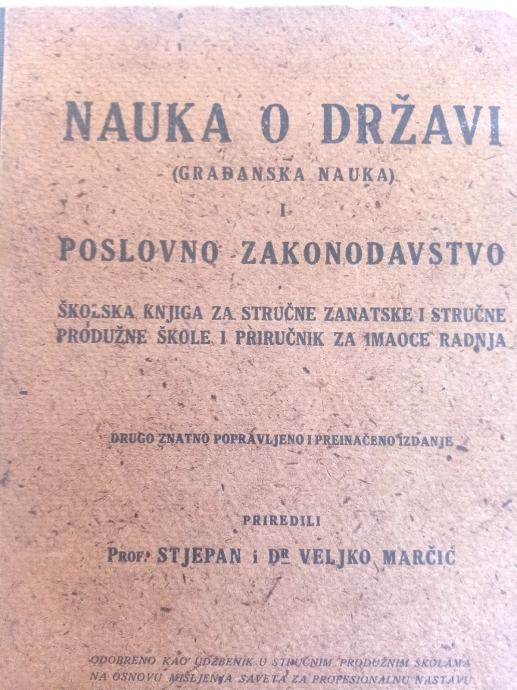 NAUKA O DRŽAVI
(GRAĐANSKA NAUKA)
I
POSLOVNO ZAKONODAVSTVO
ŠKOLSKA KNJIGA ZA STRUČNE ZANATSKE I STRUČNE
PRODUŽNE ŠKOLE I PRIRUČNIK ZA IMAOCE RADNJA
DRUGO ZNATNO POPRAVLJENO I PREINAČENO IZDANJE
PRIREDILI
PROF. STJEPAN i DR VELJKO MARČIĆ
ODOBRENO KAO UDŽBENIK U STRUČNIM PRODUŽNIM ŠKOLAMA
NA OSNOVU MIŠLJENJA SAVETA ZA PROFESIONALNU NASTAVU